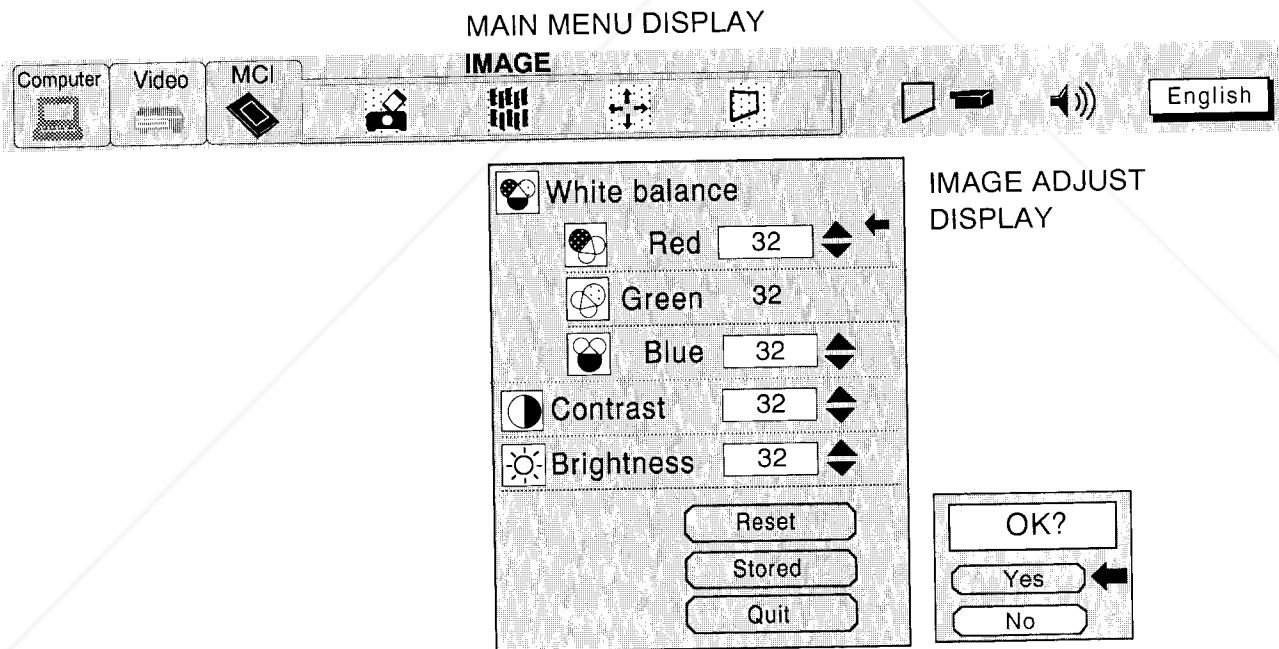 MAIN MENU DISPLAY
Computer Video MCI IMAGE English
White balance
Red 32
Green 32
Blue 32
Contrast 32
Brightness 32
Reset
Stored
Quit
IMAGE ADJUST
DISPLAY
OK?
Yes
No